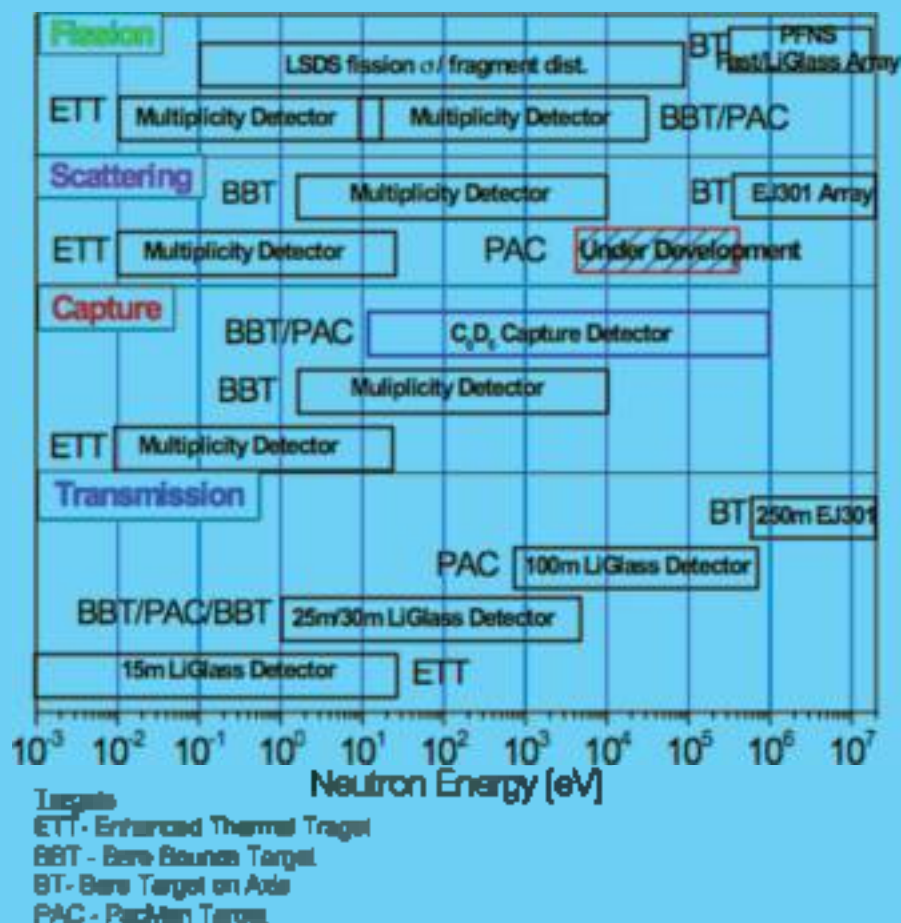 Fission
LSDS fission σ/ fragment dist.
BT
PFNS
Fast/LiGlass Array
ETT
Multiplicity Detector
Multiplicity Detector
BBT/PAC
Scattering
BBT
Multiplicity Detector
BT
EJ301 Array
ETT
Multiplicity Detector
PAC
Under Development
Capture
BBT/PAC
C₆D₆ Capture Detector
BBT
Muliplicity Detector
ETT
Multiplicity Detector
Transmission
BT
250m EJ301
PAC
100m LiGlass Detector
BBT/PAC/BBT
25m/30m LiGlass Detector
15m LiGlass Detector
ETT
10⁻³ 10⁻² 10⁻¹ 10⁰ 10¹ 10² 10³ 10⁴ 10⁵ 10⁶ 10⁷
Neutron Energy [eV]
Targets
ETT- Enhanced Thermal Traget
BBT - Bare Bounce Target
BT- Bare Target on Axis
PAC - PacMan Target